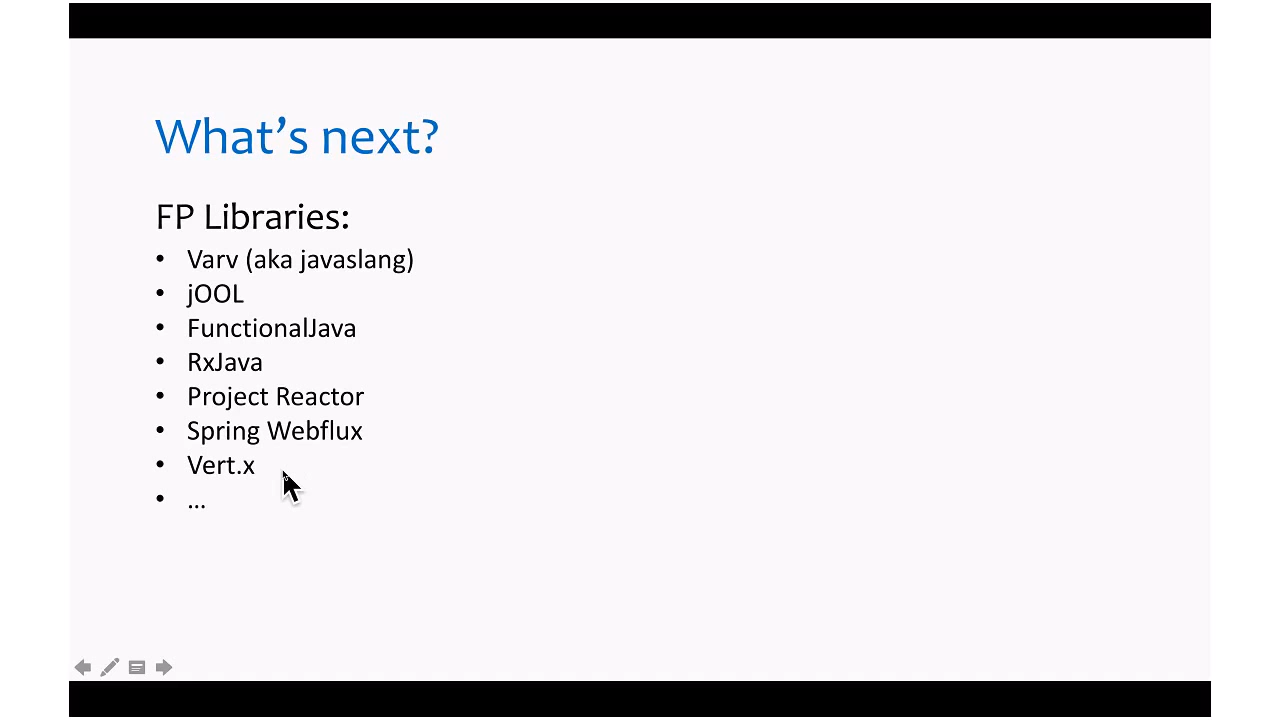 What’s next?
FP Libraries:
• Varv (aka javaslang)
• jOOL
• FunctionalJava
• RxJava
• Project Reactor
• Spring Webflux
• Vert.x
• ...